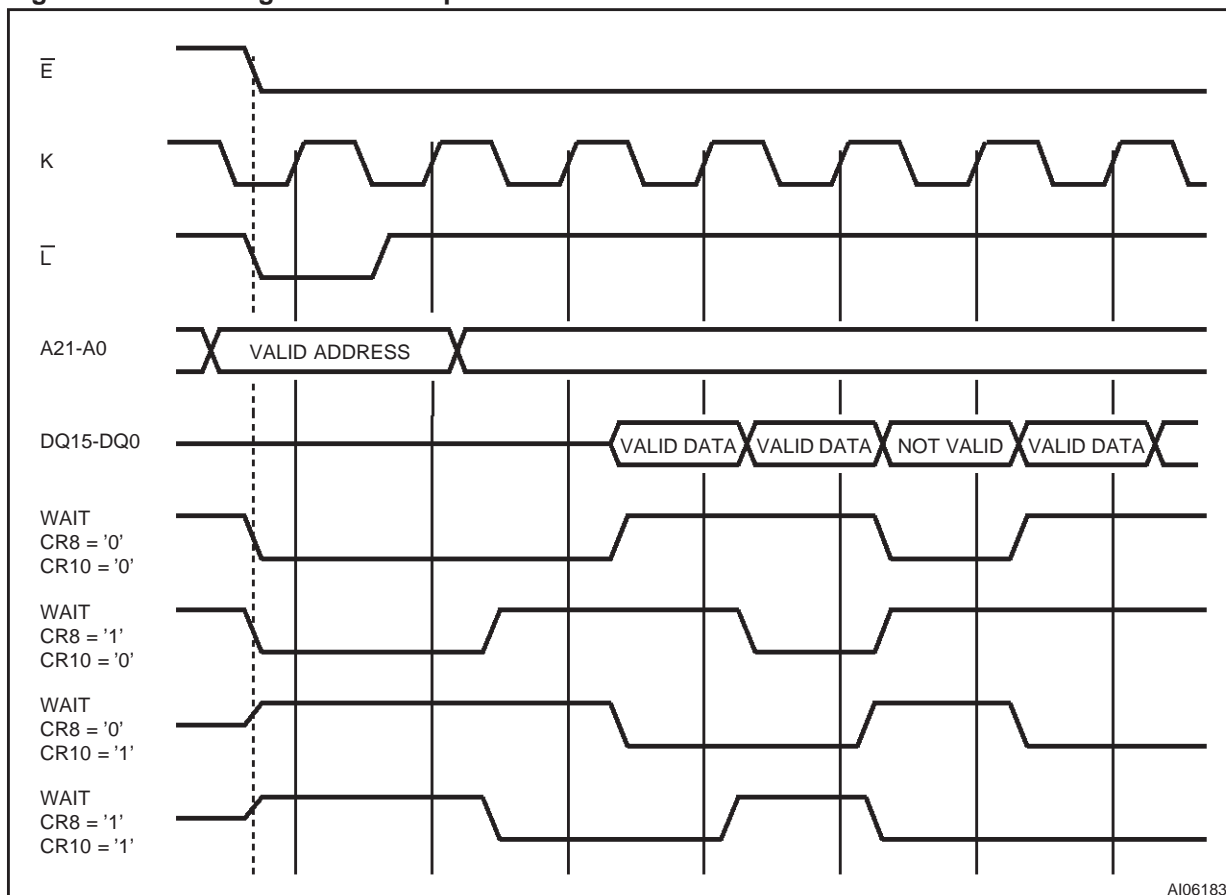 E
K
L
A21-A0
VALID ADDRESS
DQ15-DQ0
VALID DATA VALID DATA NOT VALID VALID DATA
WAIT
CR8 = '0'
CR10 = '0'
WAIT
CR8 = '1'
CR10 = '0'
WAIT
CR8 = '0'
CR10 = '1'
WAIT
CR8 = '1'
CR10 = '1'
AI06183